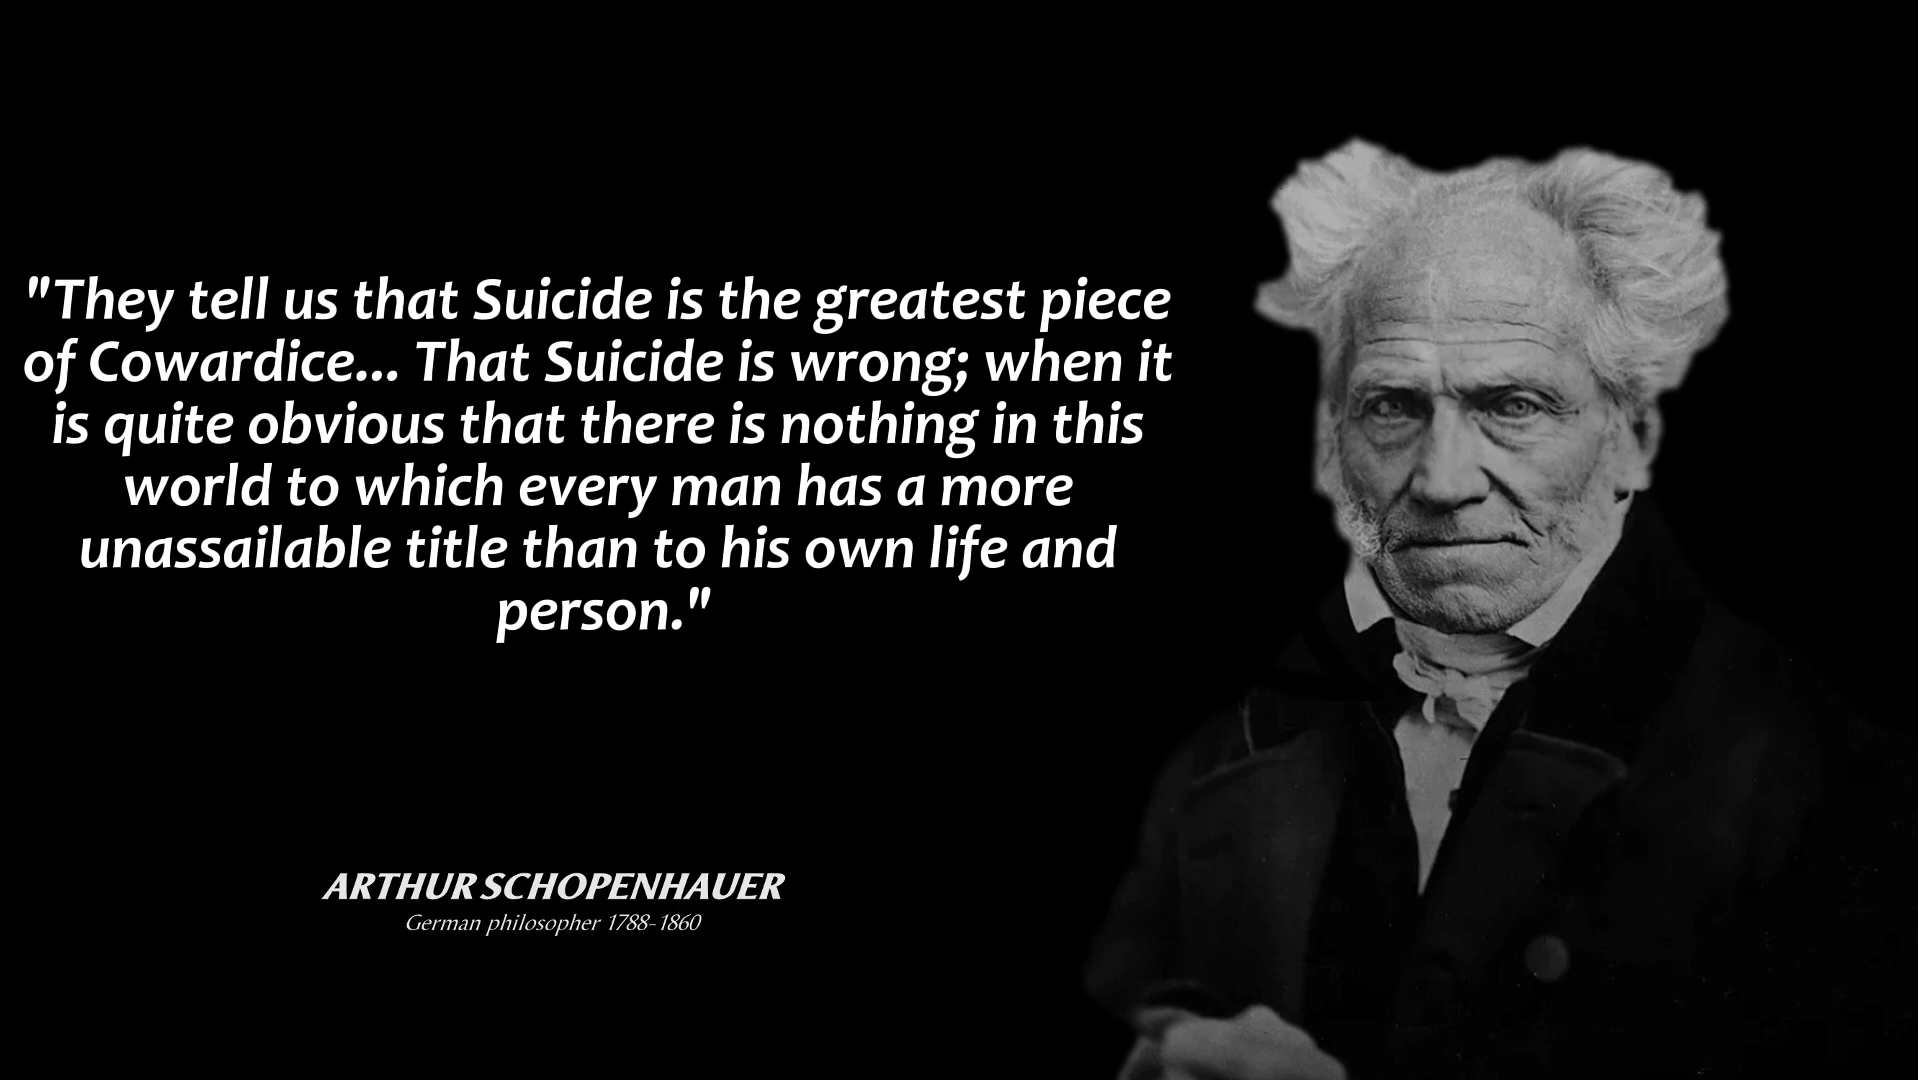 "They tell us that Suicide is the greatest piece
of Cowardice... That Suicide is wrong; when it
is quite obvious that there is nothing in this
world to which every man has a more
unassailable title than to his own life and
person."
ARTHUR SCHOPENHAUER
German philosopher 1788-1860